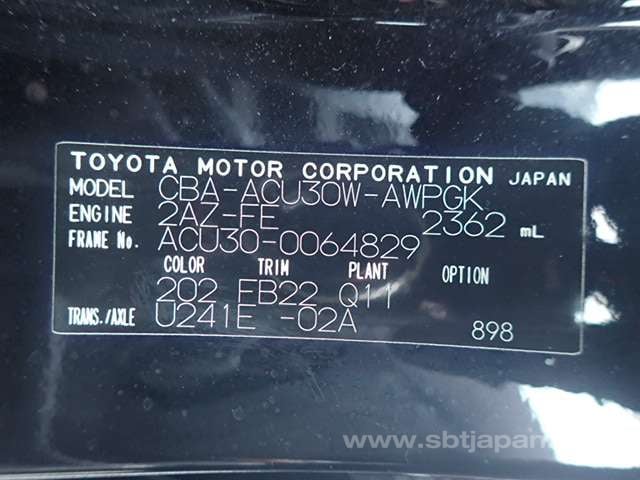 TOYOTA MOTOR CORPORATION JAPAN
MODEL CBA-ACU30W-AWPGK
ENGINE 2AZ-FE 2362 mL
FRAME No. ACU30-0064829
COLOR TRIM PLANT OPTION
202 FB22 Q11
TRANS./AXLE U241E -02A 898
www.sbtjapan